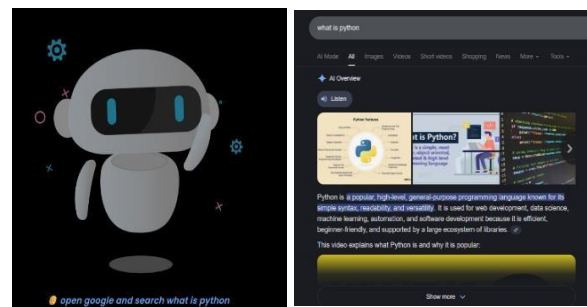 open google and search what is python
what is python
AI Mode All Images Videos Short videos Shopping News More Tools
AI Overview
Listen
Python Features
What is Python?
Python is a popular, high-level, general-purpose programming language known for its
simple syntax, readability, and versatility. It is used for web development, data science,
machine learning, automation, and software development because it is efficient,
beginner-friendly, and supported by a large ecosystem of libraries.
This video explains what Python is and why it is popular:
Show more